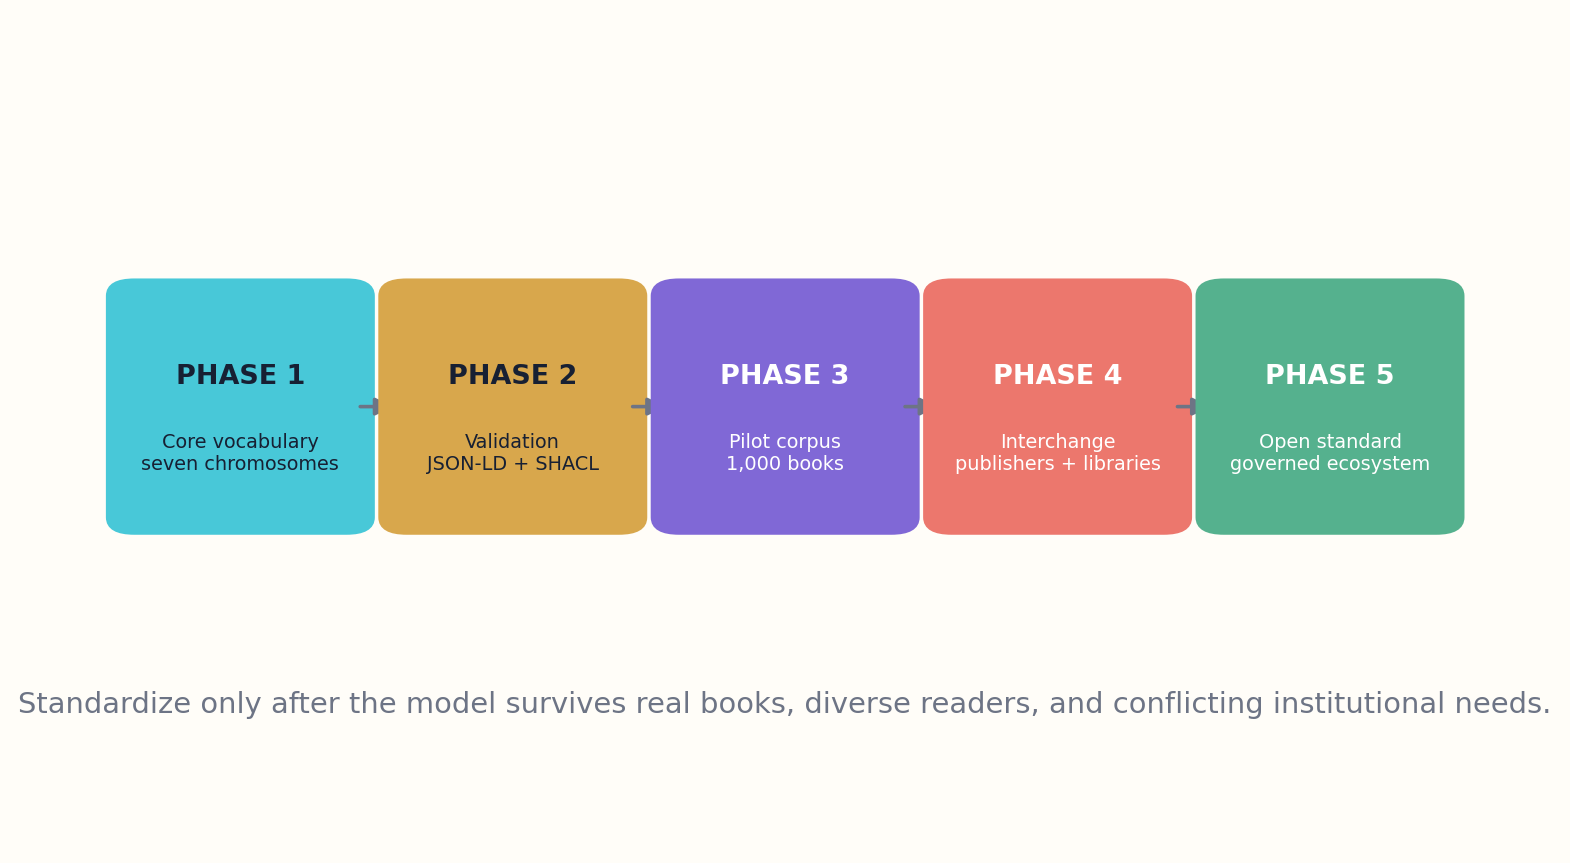 PHASE 1
Core vocabulary
seven chromosomes
PHASE 2
Validation
JSON-LD + SHACL
PHASE 3
Pilot corpus
1,000 books
PHASE 4
Interchange
publishers + libraries
PHASE 5
Open standard
governed ecosystem
Standardize only after the model survives real books, diverse readers, and conflicting institutional needs.